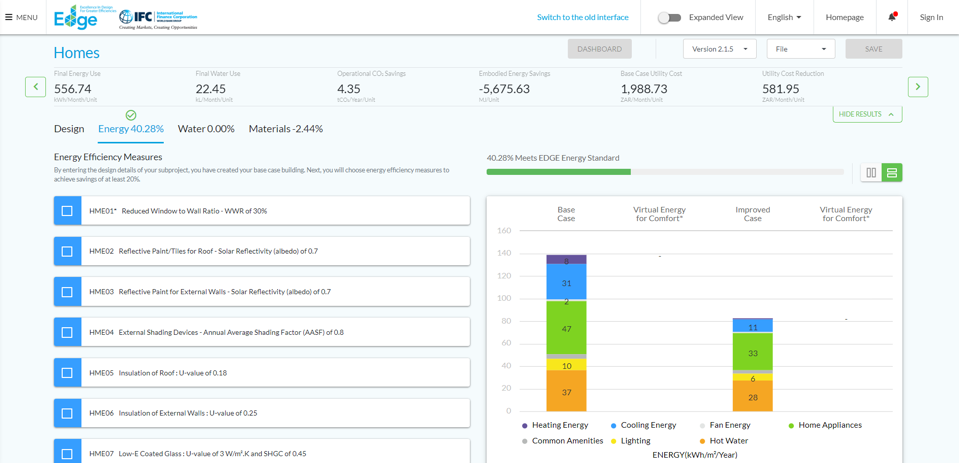 MENU
Edge
Excellence In Design For Greater Efficiencies
IFC International Finance Corporation
WORLD BANK GROUP
Creating Markets, Creating Opportunities
Switch to the old interface
Expanded View
English
Homepage
Sign In
Homes
DASHBOARD
Version 2.1.5
File
SAVE
Final Energy Use
556.74
kWh/Month/Unit
Final Water Use
22.45
kL/Month/Unit
Operational CO₂ Savings
4.35
tCO₂/Year/Unit
Embodied Energy Savings
-5,675.63
MJ/Unit
Base Case Utility Cost
1,988.73
ZAR/Month/Unit
Utility Cost Reduction
581.95
ZAR/Month/Unit
HIDE RESULTS
Design
Energy 40.28%
Water 0.00%
Materials -2.44%
Energy Efficiency Measures
By entering the design details of your subproject, you have created your base case building. Next, you will choose energy efficiency measures to
achieve savings of at least 20%.
HME01* Reduced Window to Wall Ratio - WWR of 30%
HME02 Reflective Paint/Tiles for Roof - Solar Reflectivity (albedo) of 0.7
HME03 Reflective Paint for External Walls - Solar Reflectivity (albedo) of 0.7
HME04 External Shading Devices - Annual Average Shading Factor (AASF) of 0.8
HME05 Insulation of Roof : U-value of 0.18
HME06 Insulation of External Walls : U-value of 0.25
HME07 Low-E Coated Glass : U-value of 3 W/m².K and SHGC of 0.45
40.28% Meets EDGE Energy Standard
Base Case
Virtual Energy for Comfort*
Improved Case
Virtual Energy for Comfort*
160
140
120
100
80
60
40
20
0
8
31
2
47
10
37
-
11
33
6
28
-
Heating Energy
Cooling Energy
Fan Energy
Home Appliances
Common Amenities
Lighting
Hot Water
ENERGY(kWh/m²/Year)